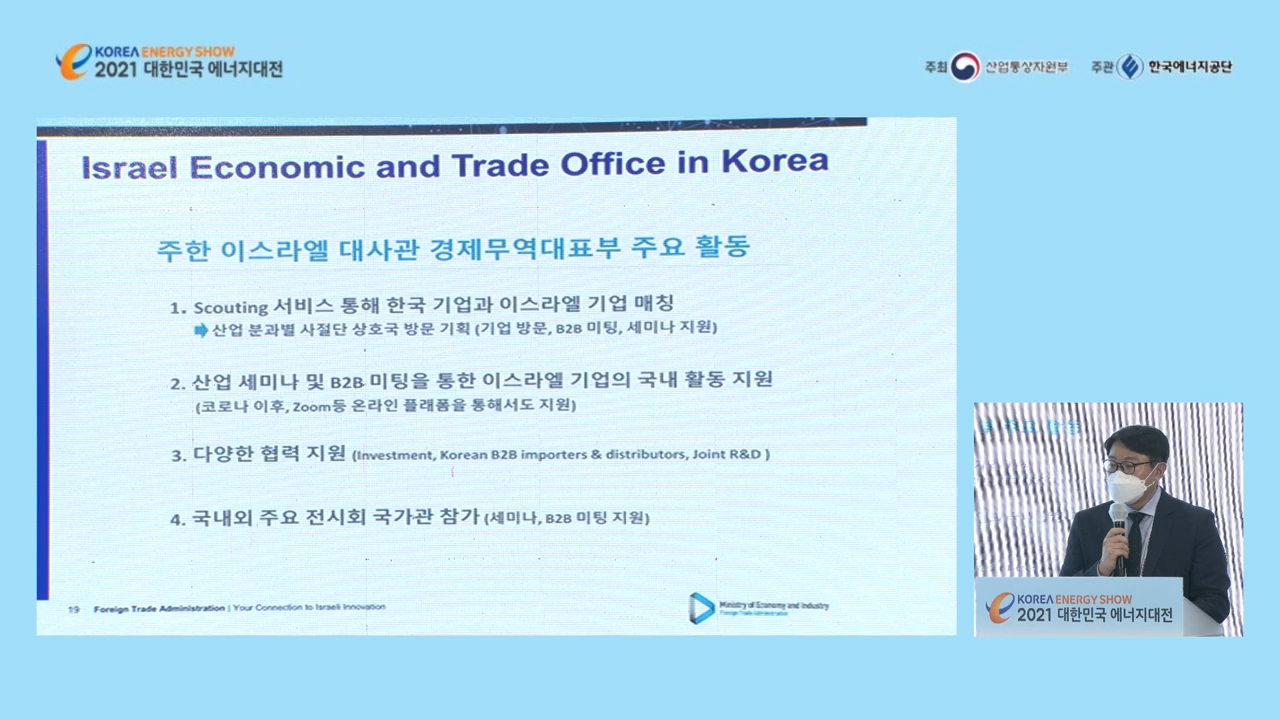 KOREA ENERGY SHOW
2021 대한민국 에너지대전
주최 산업통상자원부 주관 한국에너지공단
Israel Economic and Trade Office in Korea
주한 이스라엘 대사관 경제무역대표부 주요 활동
1. Scouting 서비스 통해 한국 기업과 이스라엘 기업 매칭
산업 분과별 사절단 상호국 방문 기획 (기업 방문, B2B 미팅, 세미나 지원)
2. 산업 세미나 및 B2B 미팅을 통한 이스라엘 기업의 국내 활동 지원
(코로나 이후, Zoom등 온라인 플래폼을 통해서도 지원)
3. 다양한 협력 지원 (Investment, Korean B2B importers & distributors, Joint R&D )
4. 국내외 주요 전시회 국가관 참가 (세미나, B2B 미팅 지원)
19 Foreign Trade Administration | Your Connection to Israeli Innovation
Ministry of Economy and Industry
Foreign Trade Administration
주요 활동
KOREA ENERGY SHOW
2021 대한민국 에너지대전